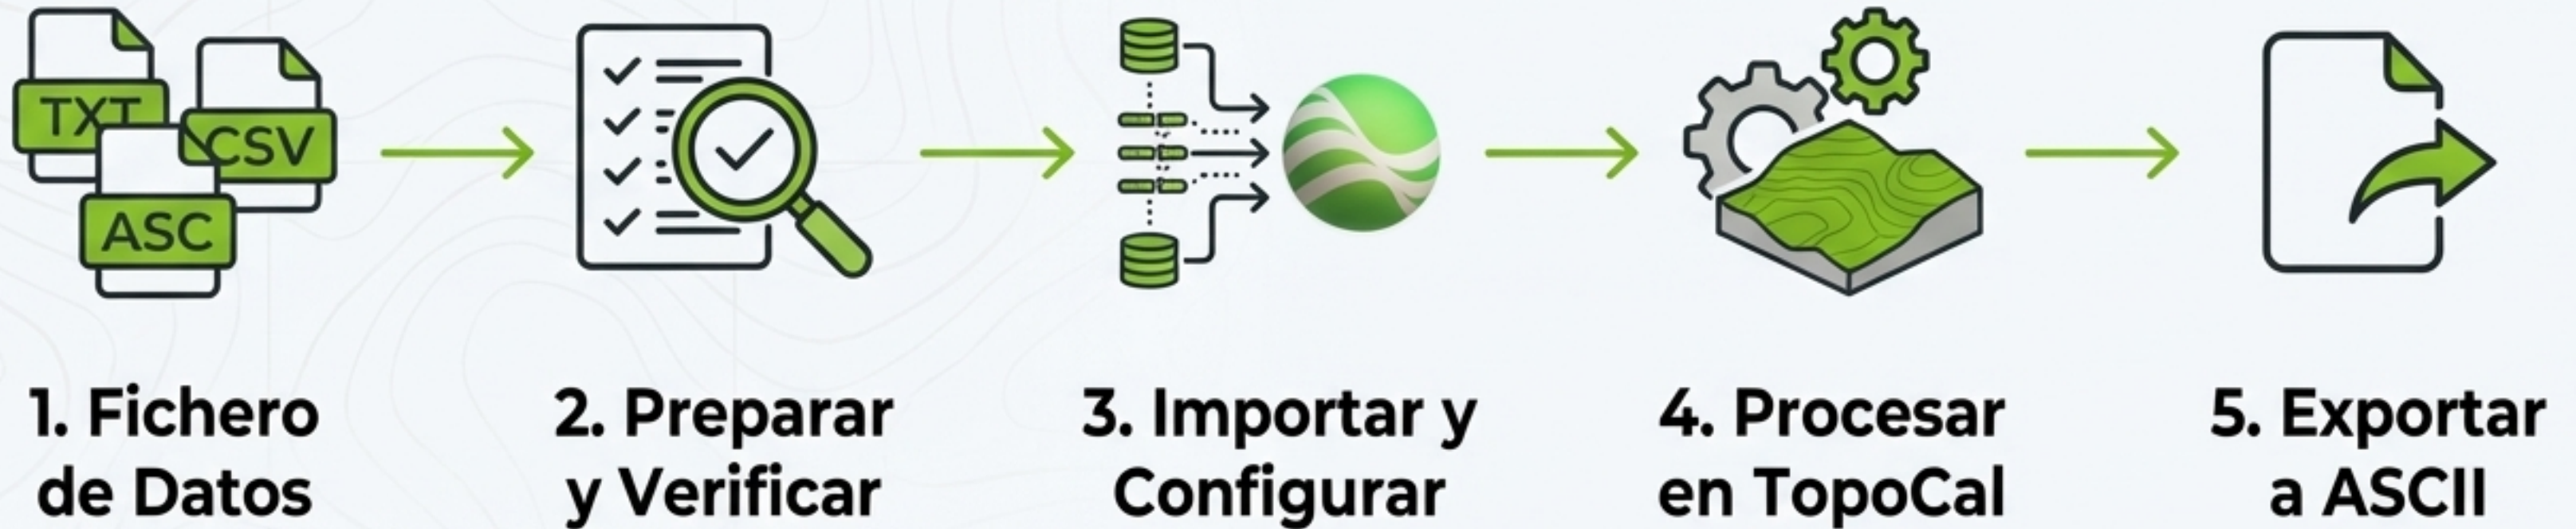 TXT
CSV
ASC
1. Fichero
de Datos
2. Preparar
y Verificar
3. Importar y
Configurar
4. Procesar
en TopoCal
5. Exportar
a ASCII